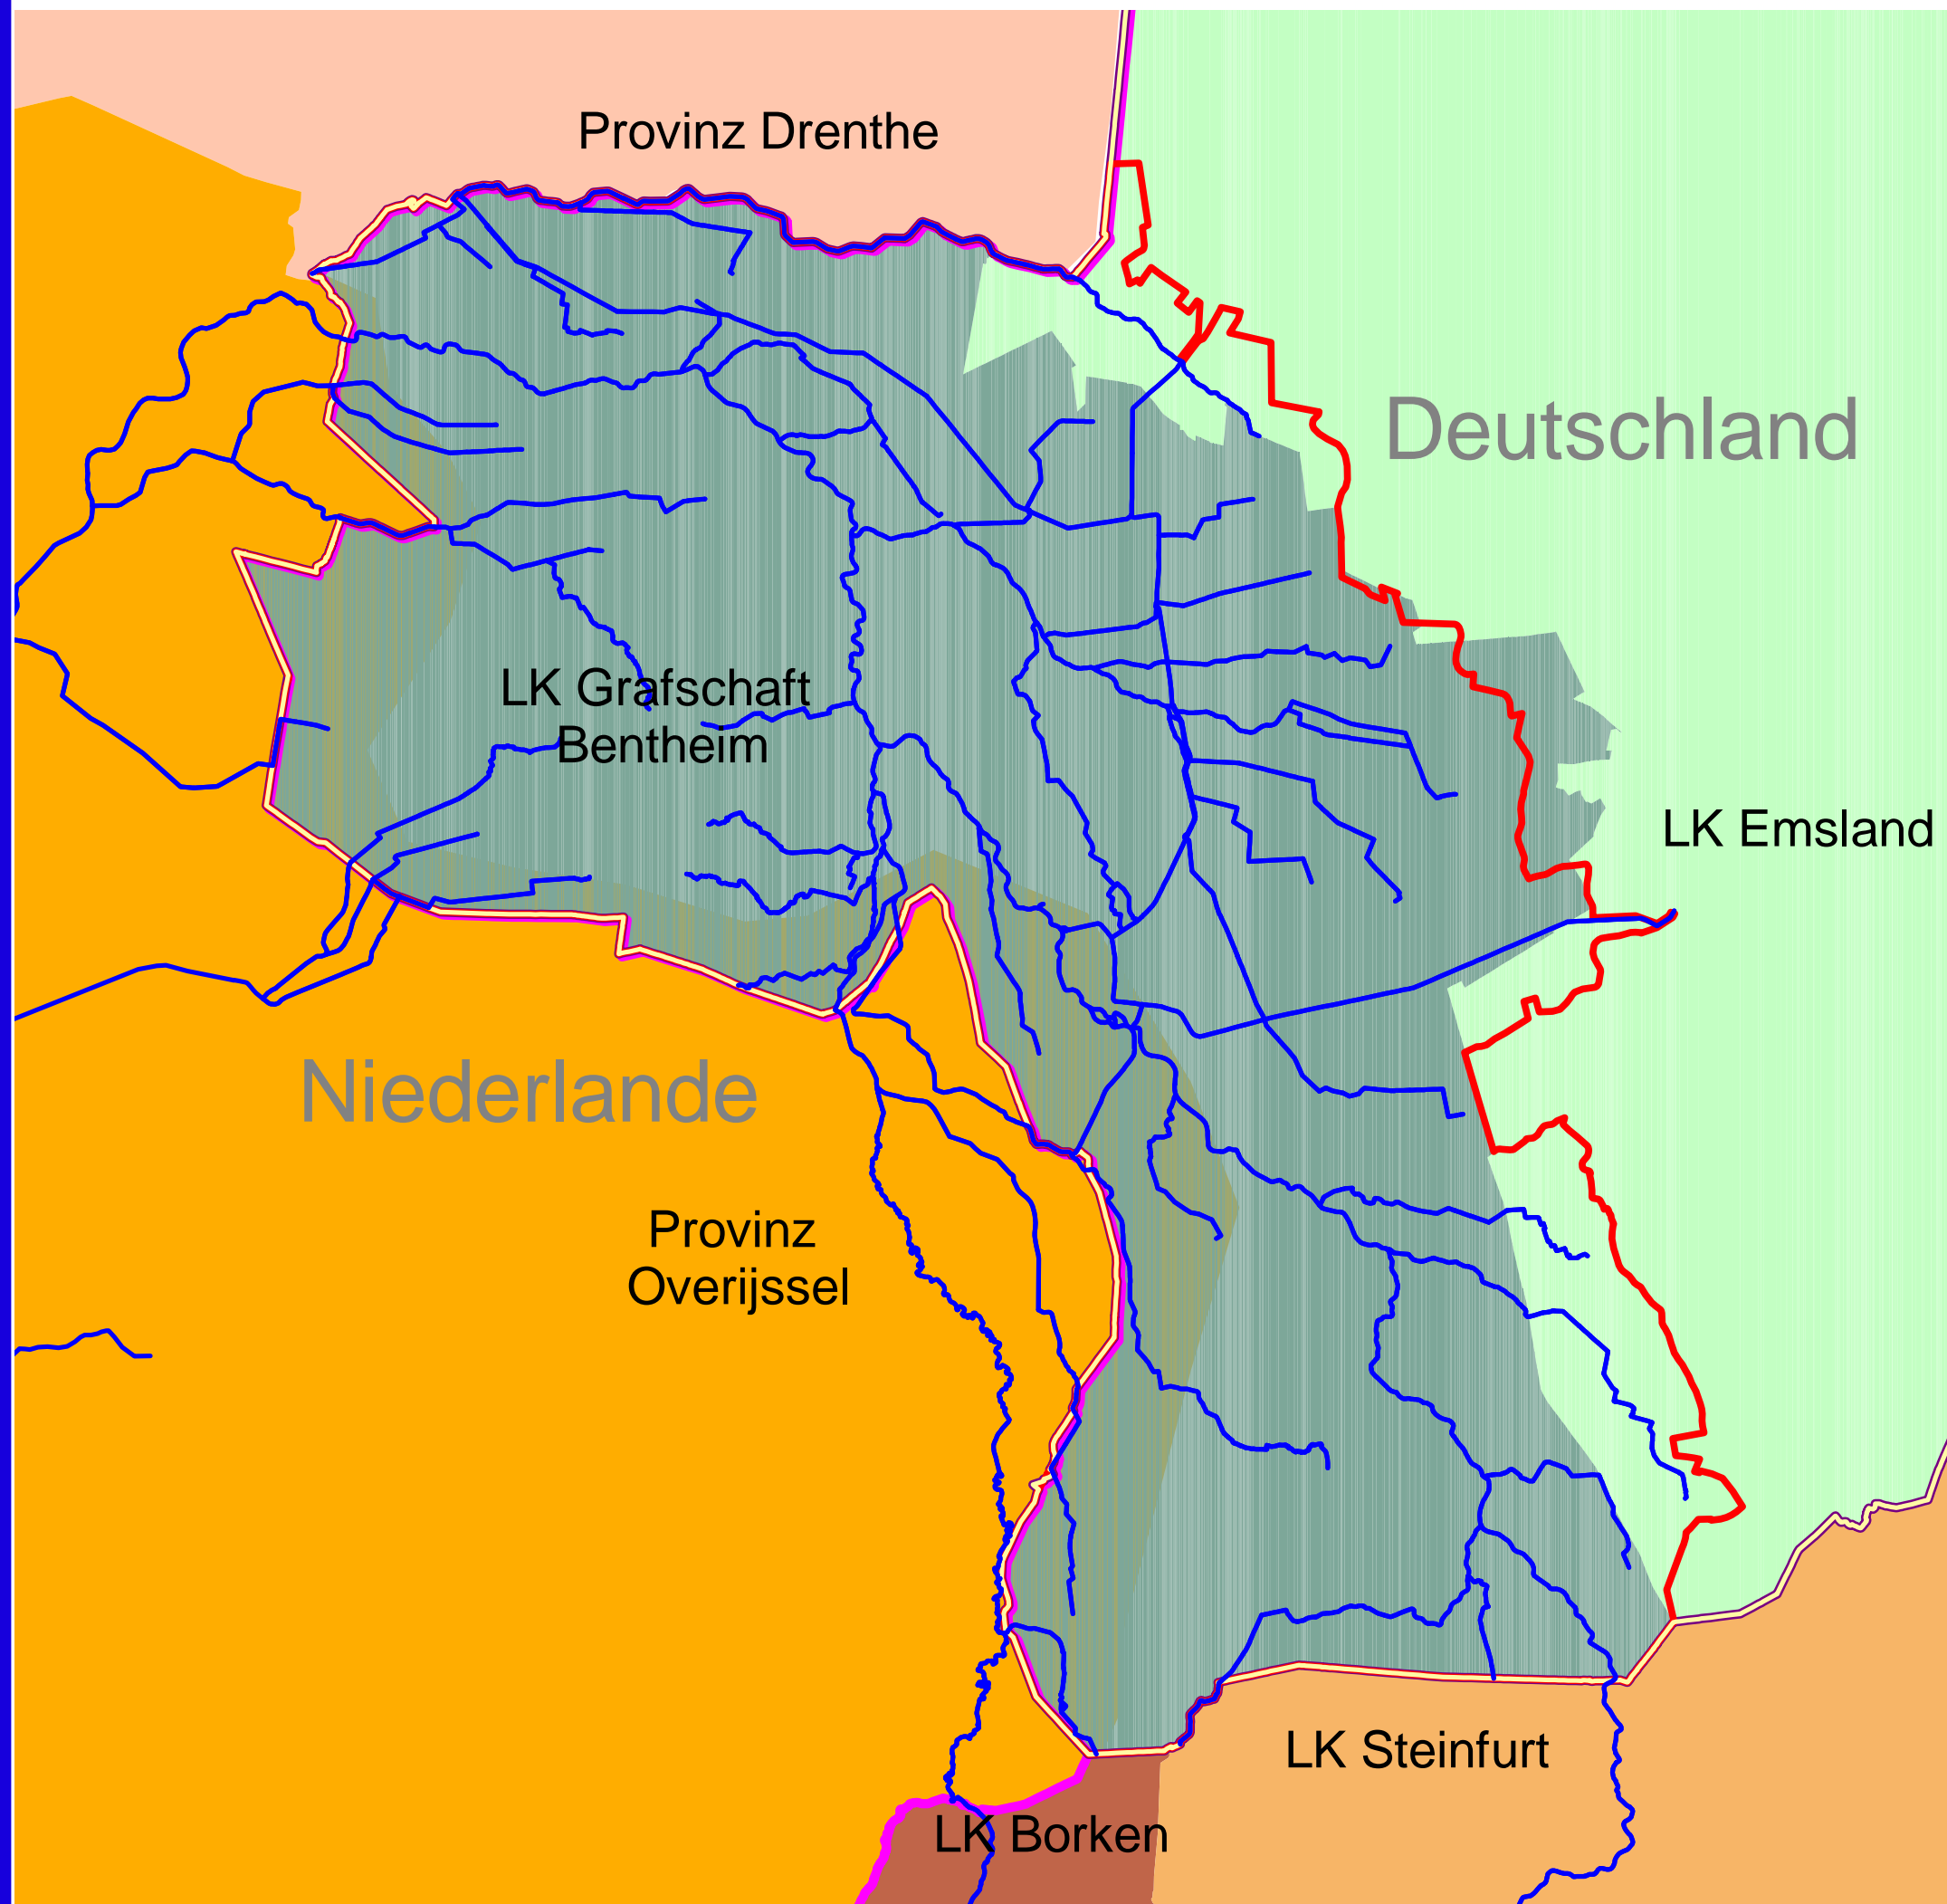 Provinz Drenthe
Deutschland
LK Grafschaft
Bentheim
LK Emsland
Niederlande
Provinz
Overijssel
LK Steinfurt
LK Borken